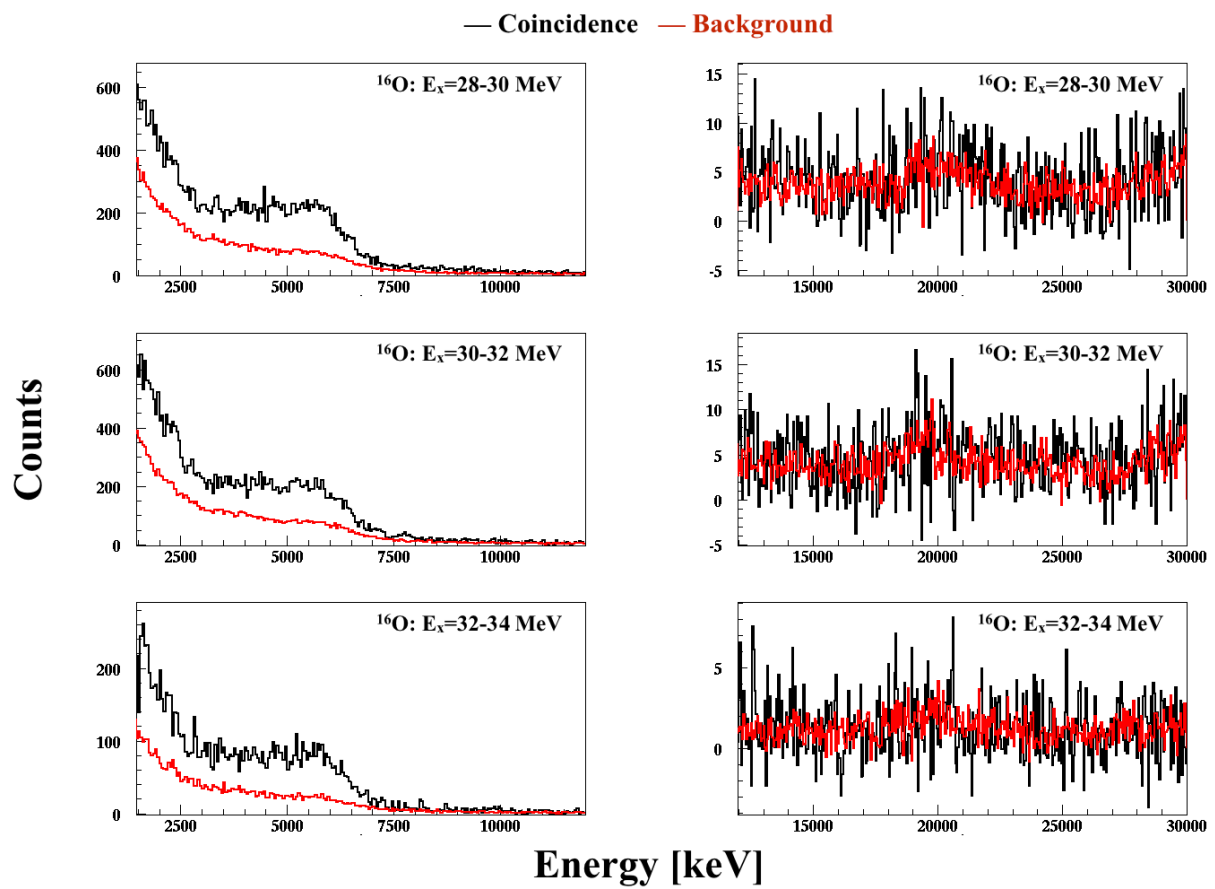 — Coincidence — Background
¹⁶O: Eₓ=28-30 MeV
600
400
200
0
2500 5000 7500 10000
¹⁶O: Eₓ=28-30 MeV
15
10
5
0
-5
15000 20000 25000 30000
Counts
¹⁶O: Eₓ=30-32 MeV
600
400
200
0
2500 5000 7500 10000
¹⁶O: Eₓ=30-32 MeV
15
10
5
0
-5
15000 20000 25000 30000
¹⁶O: Eₓ=32-34 MeV
200
100
0
2500 5000 7500 10000
¹⁶O: Eₓ=32-34 MeV
5
0
15000 20000 25000 30000
Energy [keV]